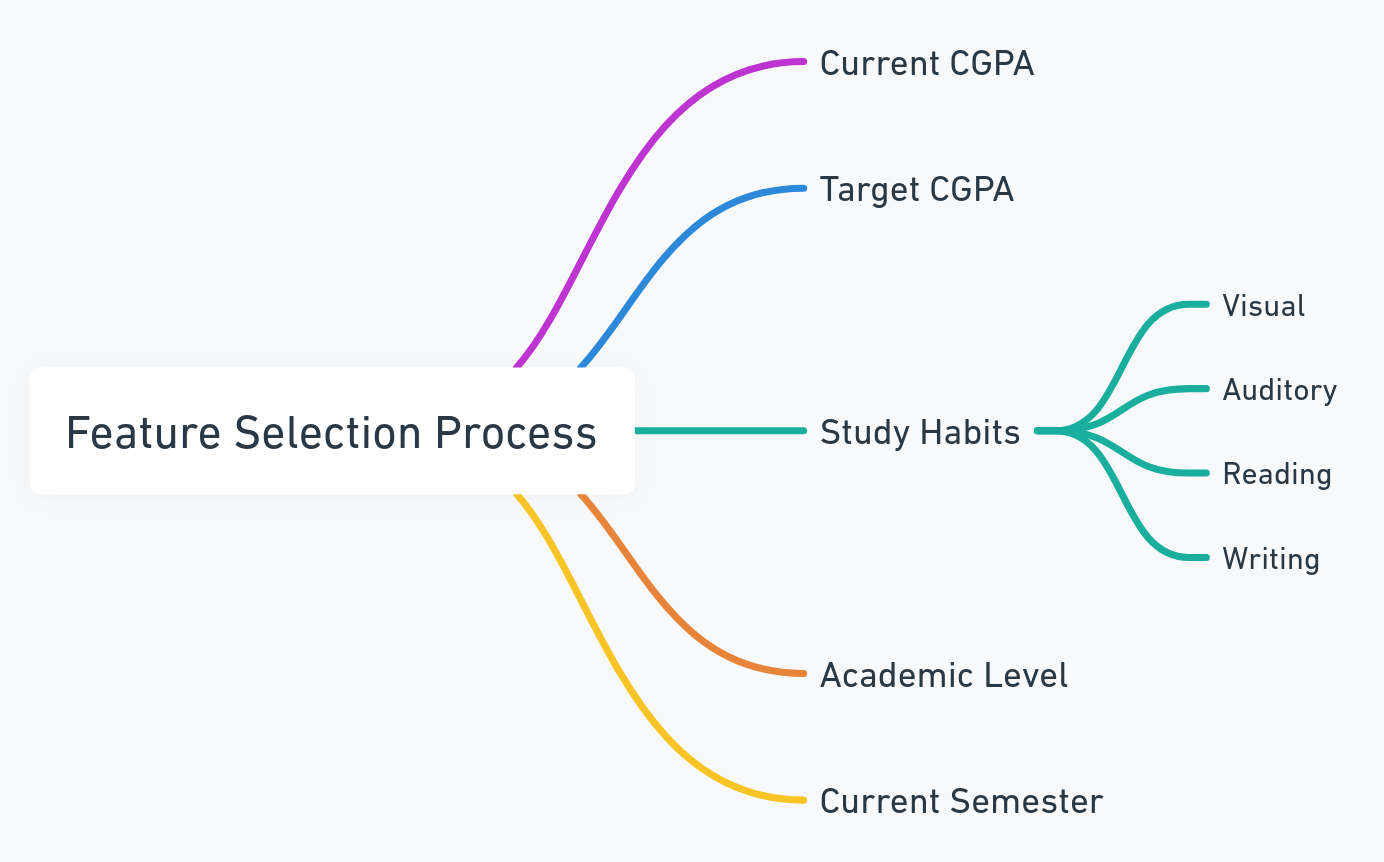 Feature Selection Process
Current CGPA
Target CGPA
Study Habits
Visual
Auditory
Reading
Writing
Academic Level
Current Semester